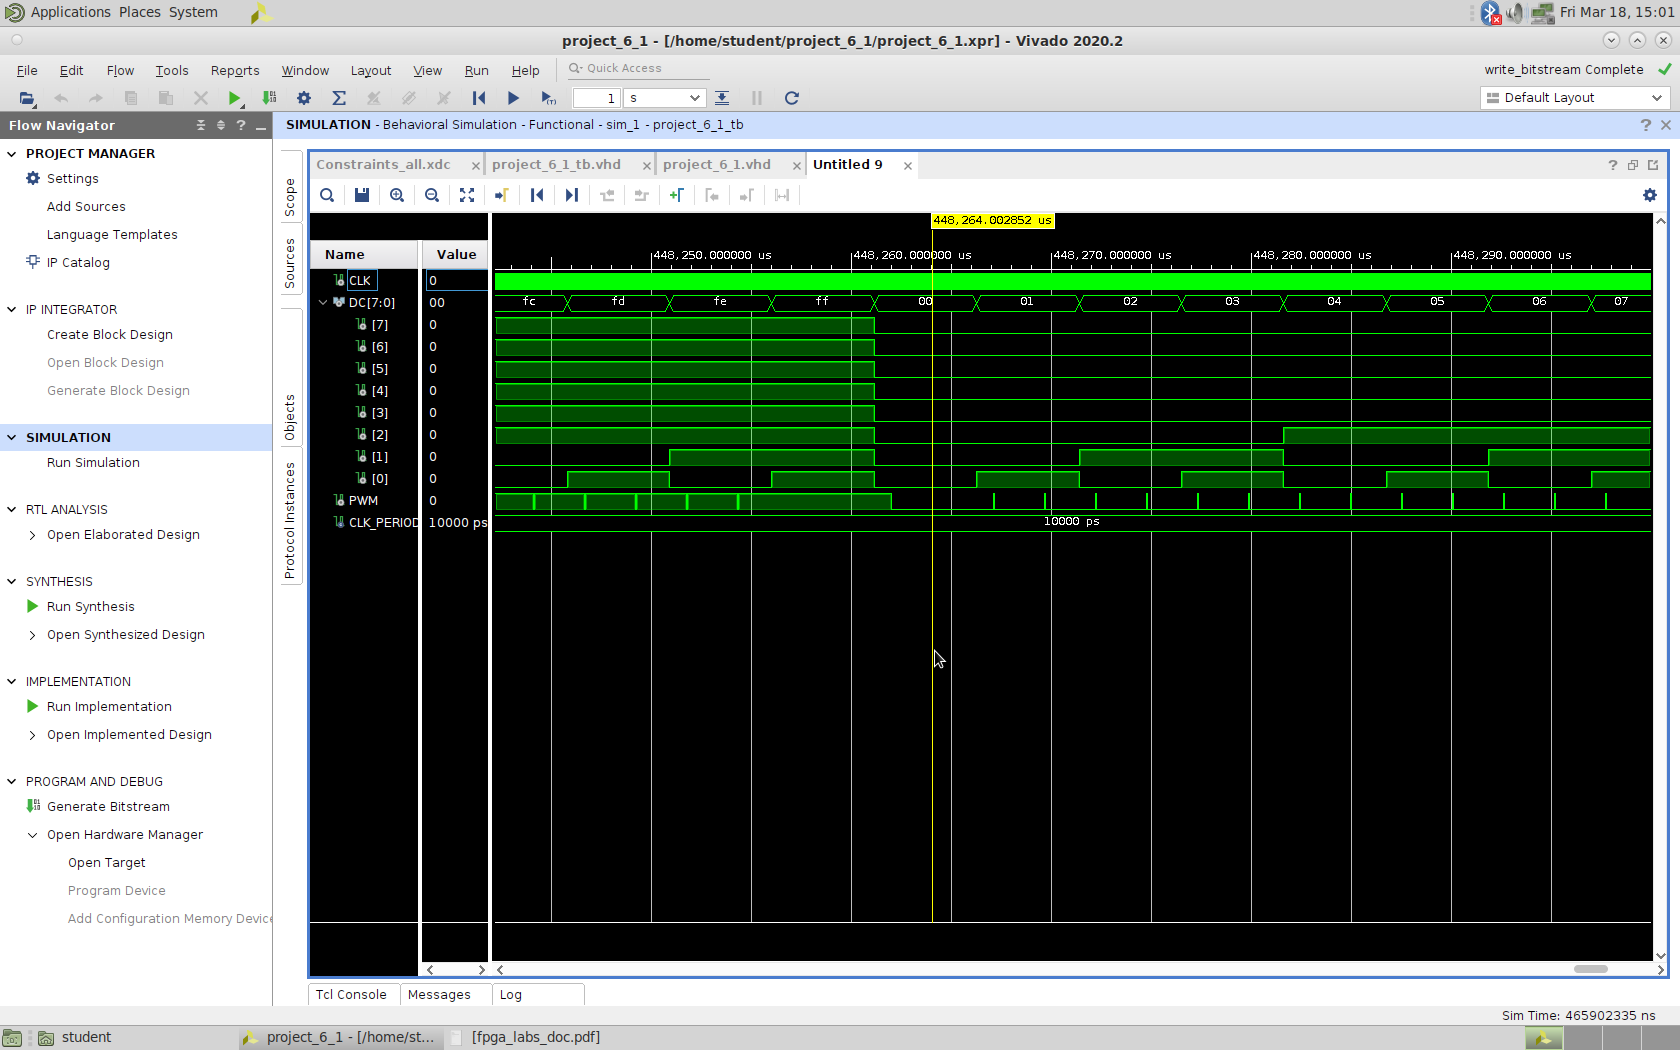 Applications Places System
Fri Mar 18, 15:01
project_6_1 - [/home/student/project_6_1/project_6_1.xpr] - Vivado 2020.2
File Edit Flow Tools Reports Window Layout View Run Help
Quick Access
write_bitstream Complete
1 s
Default Layout
Flow Navigator
PROJECT MANAGER
Settings
Add Sources
Language Templates
IP Catalog
IP INTEGRATOR
Create Block Design
Open Block Design
Generate Block Design
SIMULATION
Run Simulation
RTL ANALYSIS
Open Elaborated Design
SYNTHESIS
Run Synthesis
Open Synthesized Design
IMPLEMENTATION
Run Implementation
Open Implemented Design
PROGRAM AND DEBUG
Generate Bitstream
Open Hardware Manager
Open Target
Program Device
Add Configuration Memory Device
SIMULATION - Behavioral Simulation - Functional - sim_1 - project_6_1_tb
Scope
Sources
Objects
Protocol Instances
Constraints_all.xdc
project_6_1_tb.vhd
project_6_1.vhd
Untitled 9
448,264.002852 us
448,250.000000 us 448,260.000000 us 448,270.000000 us 448,280.000000 us 448,290.000000 us
Name Value
CLK 0
DC[7:0] 00 fc fd fe ff 00 01 02 03 04 05 06 07
[7] 0
[6] 0
[5] 0
[4] 0
[3] 0
[2] 0
[1] 0
[0] 0
PWM 0
CLK_PERIOD 10000 ps 10000 ps
Tcl Console Messages Log
Sim Time: 465902335 ns
student
project_6_1 - [/home/st...
[fpga_labs_doc.pdf]